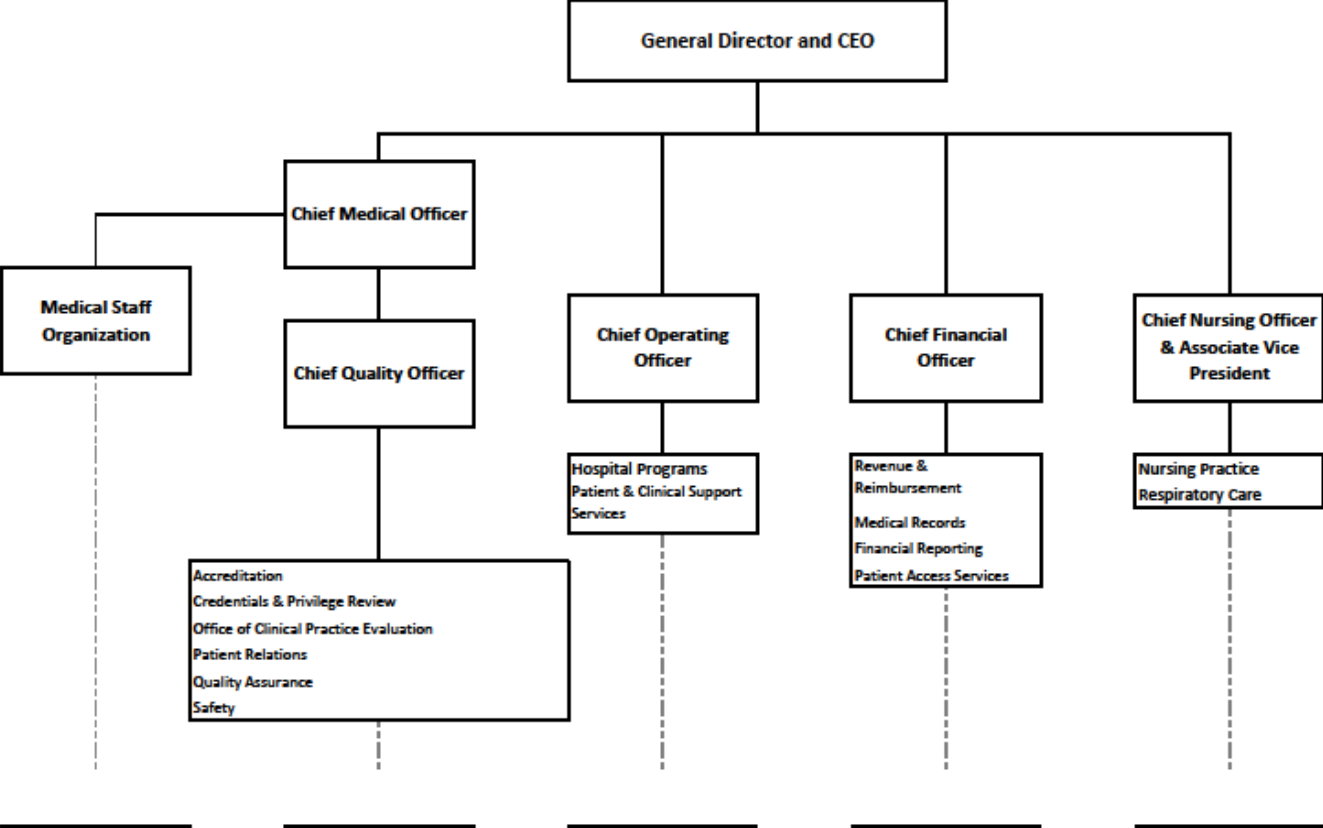 General Director and CEO
Chief Medical Officer
Medical Staff
Organization
Chief Quality Officer
Chief Operating
Officer
Chief Financial
Officer
Chief Nursing Officer
& Associate Vice
President
Hospital Programs
Patient & Clinical Support
Services
Revenue &
Reimbursement
Medical Records
Financial Reporting
Patient Access Services
Nursing Practice
Respiratory Care
Accreditation
Credentials & Privilege Review
Office of Clinical Practice Evaluation
Patient Relations
Quality Assurance
Safety